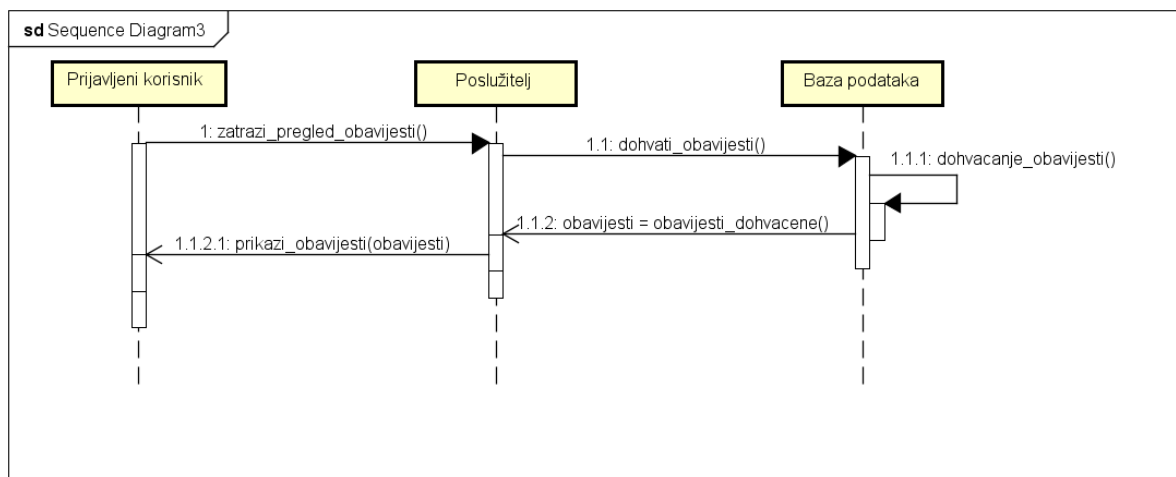 sd Sequence Diagram3
Prijavljeni korisnik
Poslužitelj
Baza podataka
1: zatrazi_pregled_obavijesti()
1.1: dohvati_obavijesti()
1.1.1: dohvacanje_obavijesti()
1.1.2: obavijesti = obavijesti_dohvacene()
1.1.2.1: prikazi_obavijesti(obavijesti)